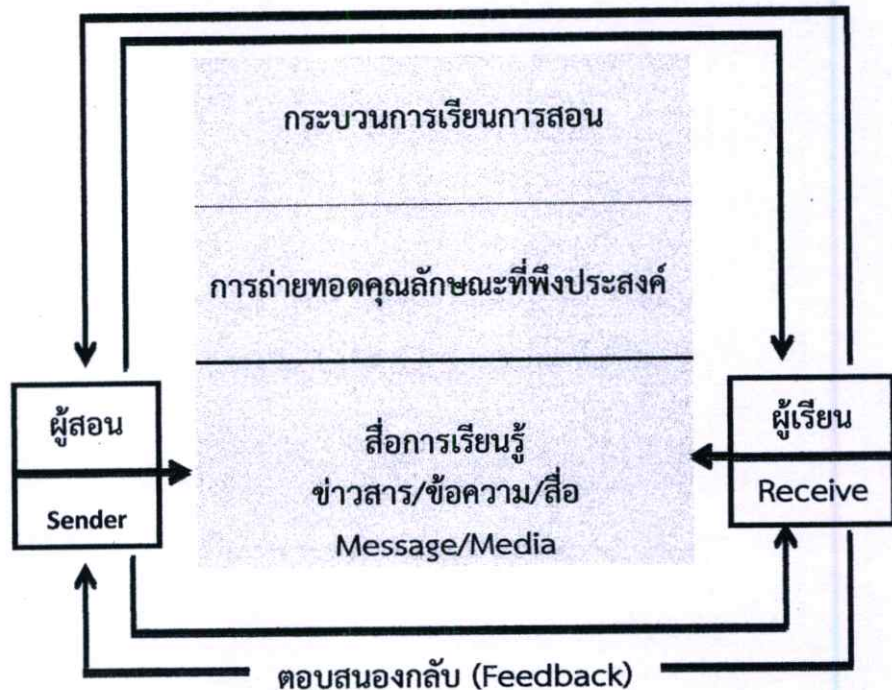 กระบวนการเรียนการสอน
การถ่ายทอดคุณลักษณะที่พึงประสงค์
ผู้สอน
Sender
สื่อการเรียนรู้
ข่าวสาร/ข้อความ/สื่อ
Message/Media
ผู้เรียน
Receive
ตอบสนองกลับ (Feedback)